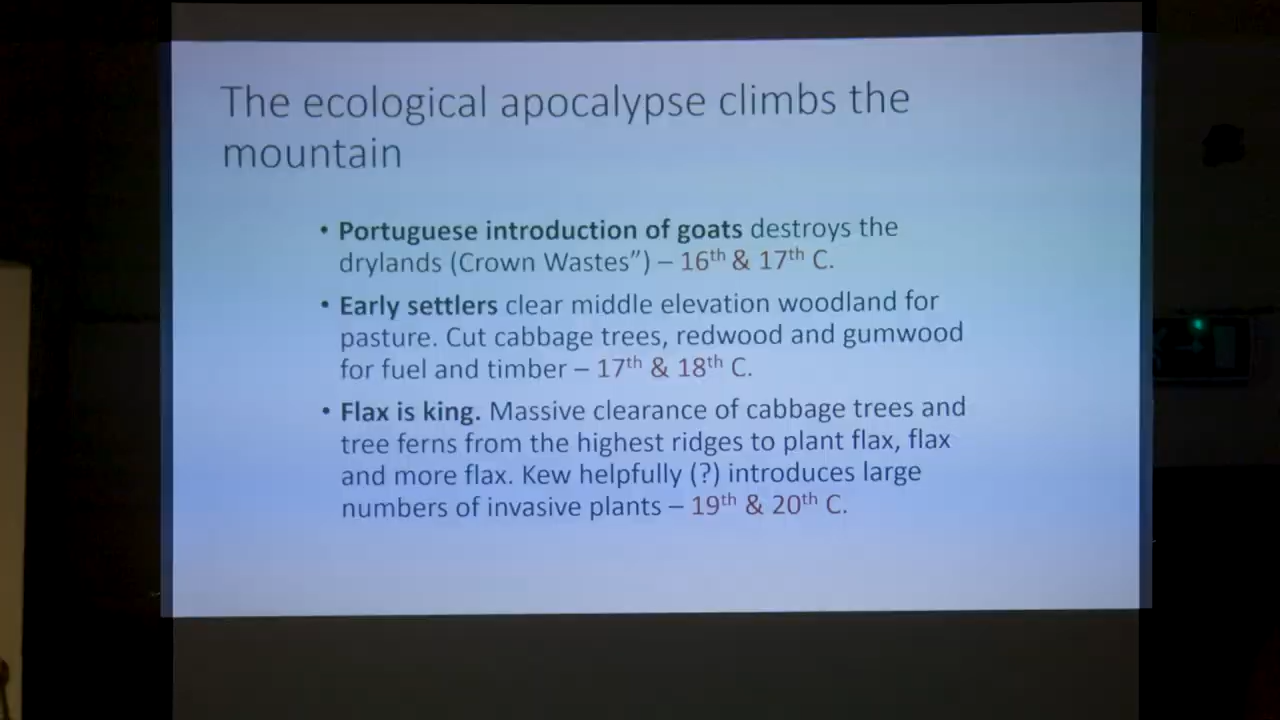 The ecological apocalypse climbs the
mountain
• Portuguese introduction of goats destroys the
drylands (Crown Wastes”) – 16th & 17th C.
• Early settlers clear middle elevation woodland for
pasture. Cut cabbage trees, redwood and gumwood
for fuel and timber – 17th & 18th C.
• Flax is king. Massive clearance of cabbage trees and
tree ferns from the highest ridges to plant flax, flax
and more flax. Kew helpfully (?) introduces large
numbers of invasive plants – 19th & 20th C.